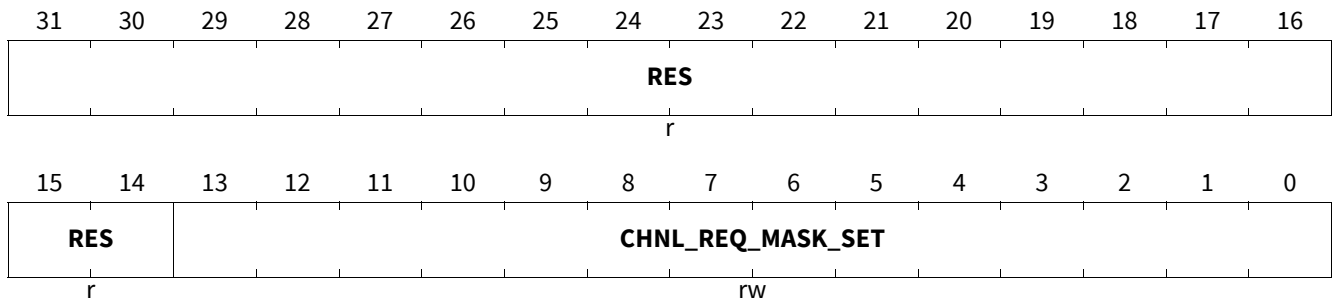 31 30 29 28 27 26 25 24 23 22 21 20 19 18 17 16
RES
r
15 14 13 12 11 10 9 8 7 6 5 4 3 2 1 0
RES CHNL_REQ_MASK_SET
r rw